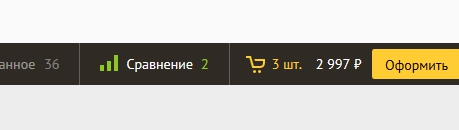 анное 36 Сравнение 2 3 шт. 2 997 ₽ Оформить